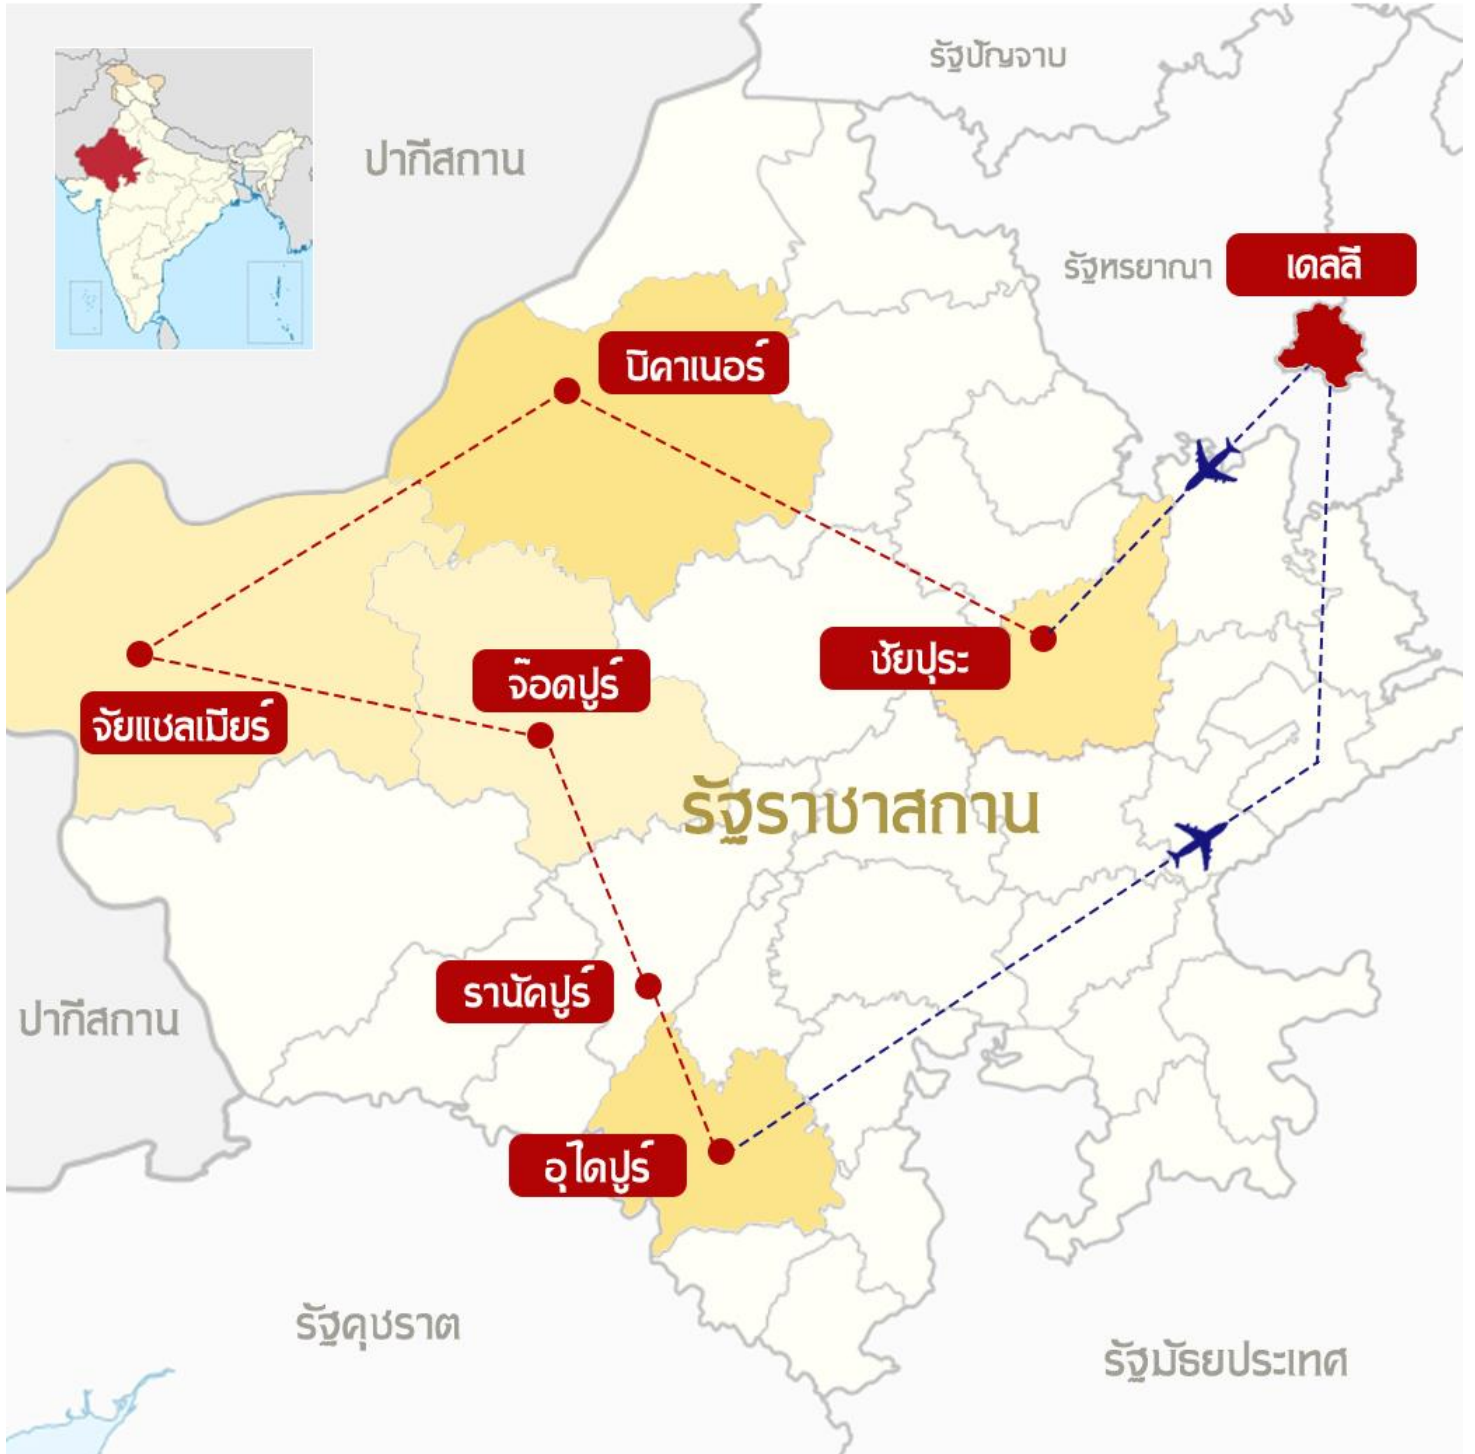 รัฐปัญจาบ
ปากีสถาน
รัฐหรยาณา
เดลลี
บิคาเนอร์
ชัยปุระ
จ๊อดปูร์
จัยแซลเมียร์
รัฐราชาสถาน
รานัคปูร์
ปากีสถาน
อุไดปูร์
รัฐคุชราต
รัฐมัธยประเทศ